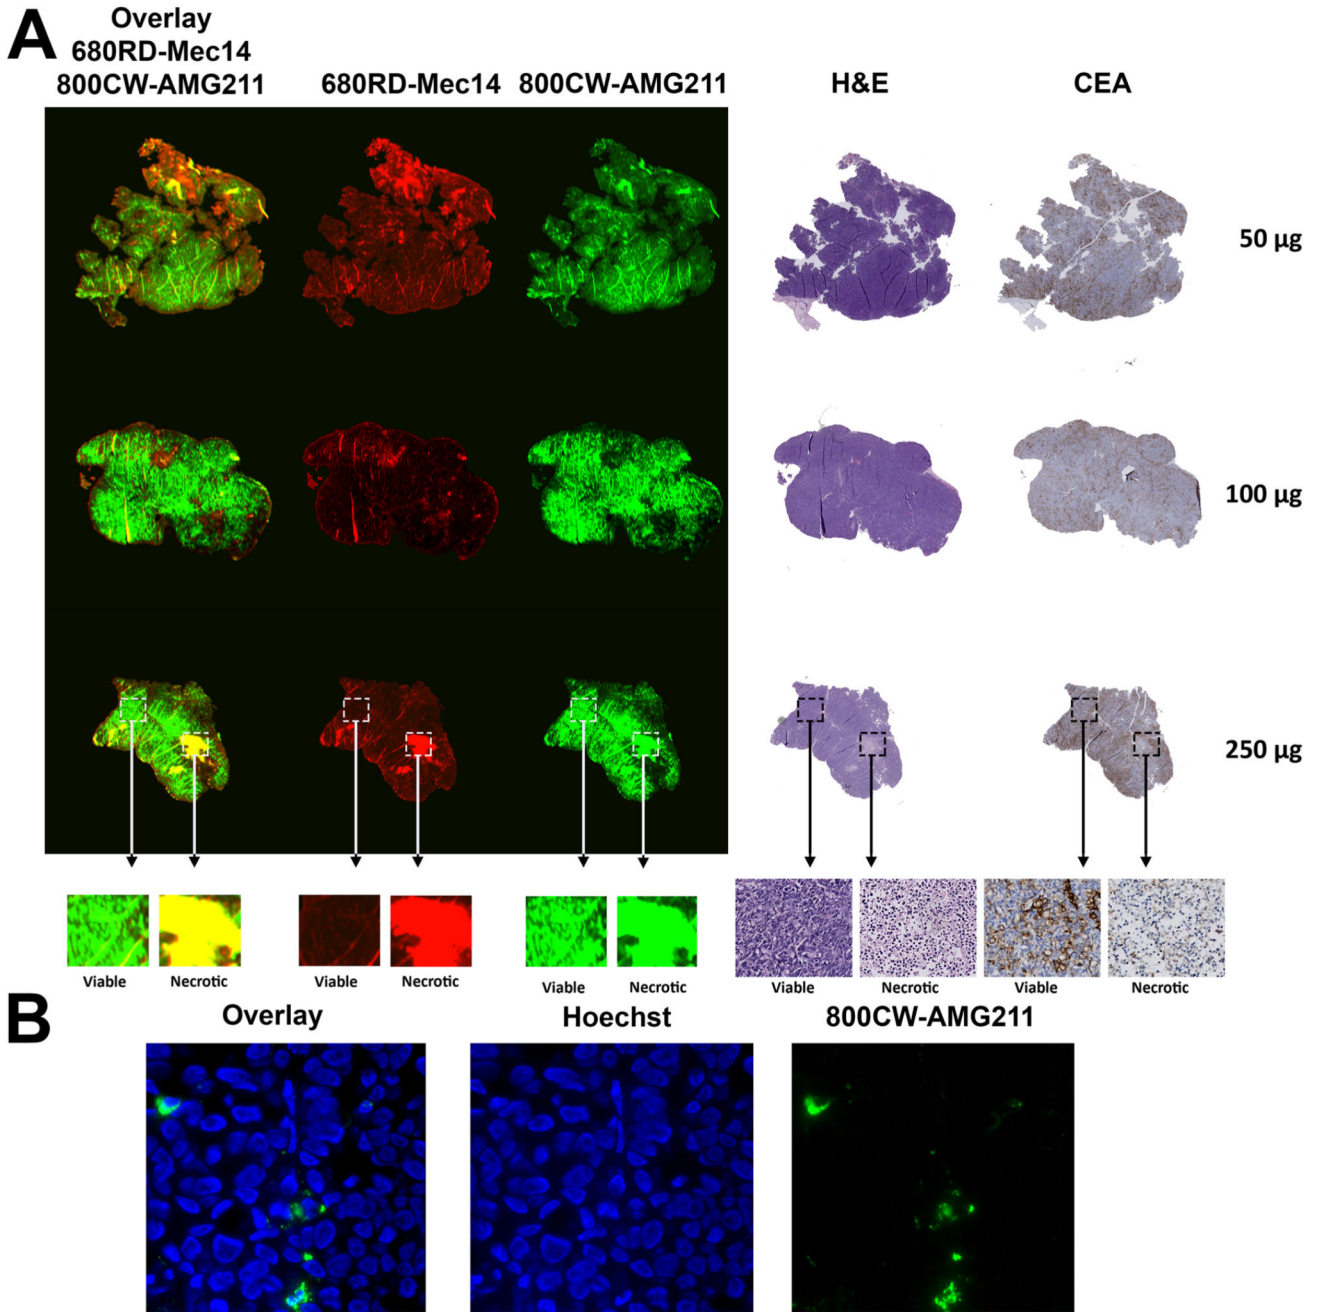 A
Overlay
680RD-Mec14
800CW-AMG211
680RD-Mec14
800CW-AMG211
H&E
CEA
50 µg
100 µg
250 µg
Viable
Necrotic
Viable
Necrotic
Viable
Necrotic
Viable
Necrotic
Viable
Necrotic
B
Overlay
Hoechst
800CW-AMG211